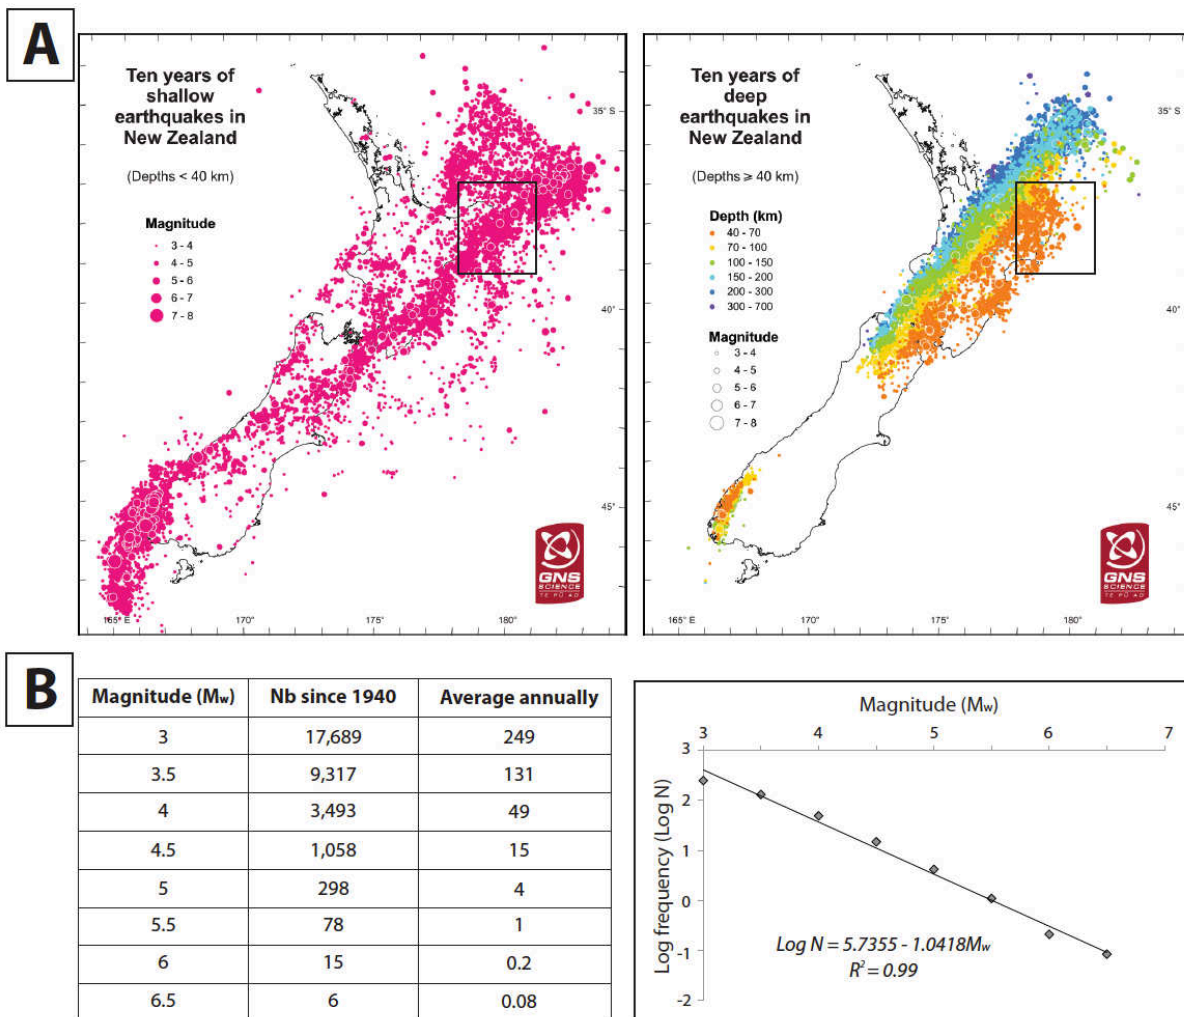 A
Ten years of
shallow
earthquakes in
New Zealand
(Depths < 40 km)
Magnitude
3 - 4
4 - 5
5 - 6
6 - 7
7 - 8
35° S
40°
45°
165° E
170°
175°
180°
GNS
SCIENCE
TE PŪ AO
Ten years of
deep
earthquakes in
New Zealand
(Depths ≥ 40 km)
Depth (km)
40 - 70
70 - 100
100 - 150
150 - 200
200 - 300
300 - 700
Magnitude
3 - 4
4 - 5
5 - 6
6 - 7
7 - 8
35° S
40°
45°
165° E
170°
175°
180°
GNS
SCIENCE
TE PŪ AO
B
Magnitude (Mw) Nb since 1940 Average annually
3 17,689 249
3.5 9,317 131
4 3,493 49
4.5 1,058 15
5 298 4
5.5 78 1
6 15 0.2
6.5 6 0.08
Magnitude (Mw)
3 4 5 6 7
3
2
1
0
-1
-2
Log frequency (Log N)
Log N = 5.7355 - 1.0418Mw
R² = 0.99